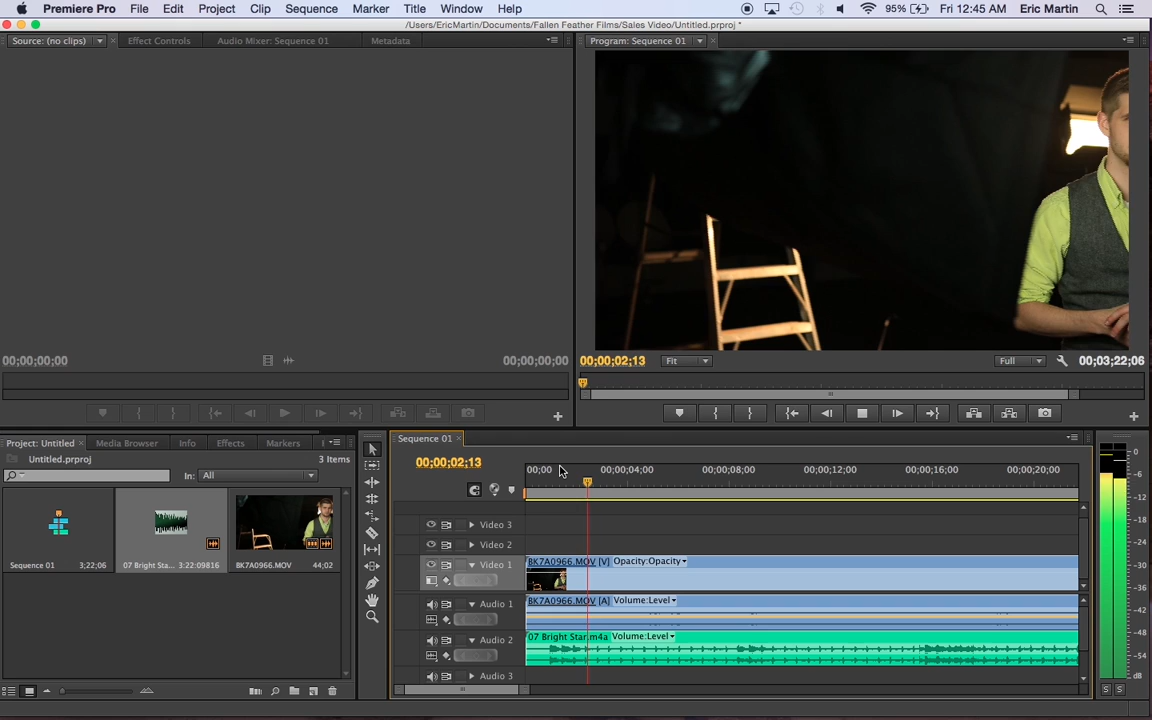 Premiere Pro File Edit Project Clip Sequence Marker Title Window Help 95% Fri 12:45 AM Eric Martin
/Users/EricMartin/Documents/Fallen Feather Films/Sales Video/Untitled.prproj *
Source: (no clips) Effect Controls Audio Mixer: Sequence 01 Metadata Program: Sequence 01
00;00;00;00 00;00;00;00 00;00;02;13 Fit Full 00;03;22;06
Project: Untitled Media Browser Info Effects Markers Sequence 01
Untitled.prproj 3 Items
In: All
00;00;02;13
00;00 00;00;04;00 00;00;08;00 00;00;12;00 00;00;16;00 00;00;20;00
Sequence 01 3;22;06 07 Bright Sta... 3:22:09816 BK7A0966.MOV 44;02
Video 3
Video 2
Video 1 BK7A0966.MOV [V] Opacity:Opacity
Audio 1 BK7A0966.MOV [A] Volume:Level
Audio 2 07 Bright Star.m4a Volume:Level
Audio 3
0
-6
-12
-18
-24
-30
-36
-42
-48
-54
dB
S S